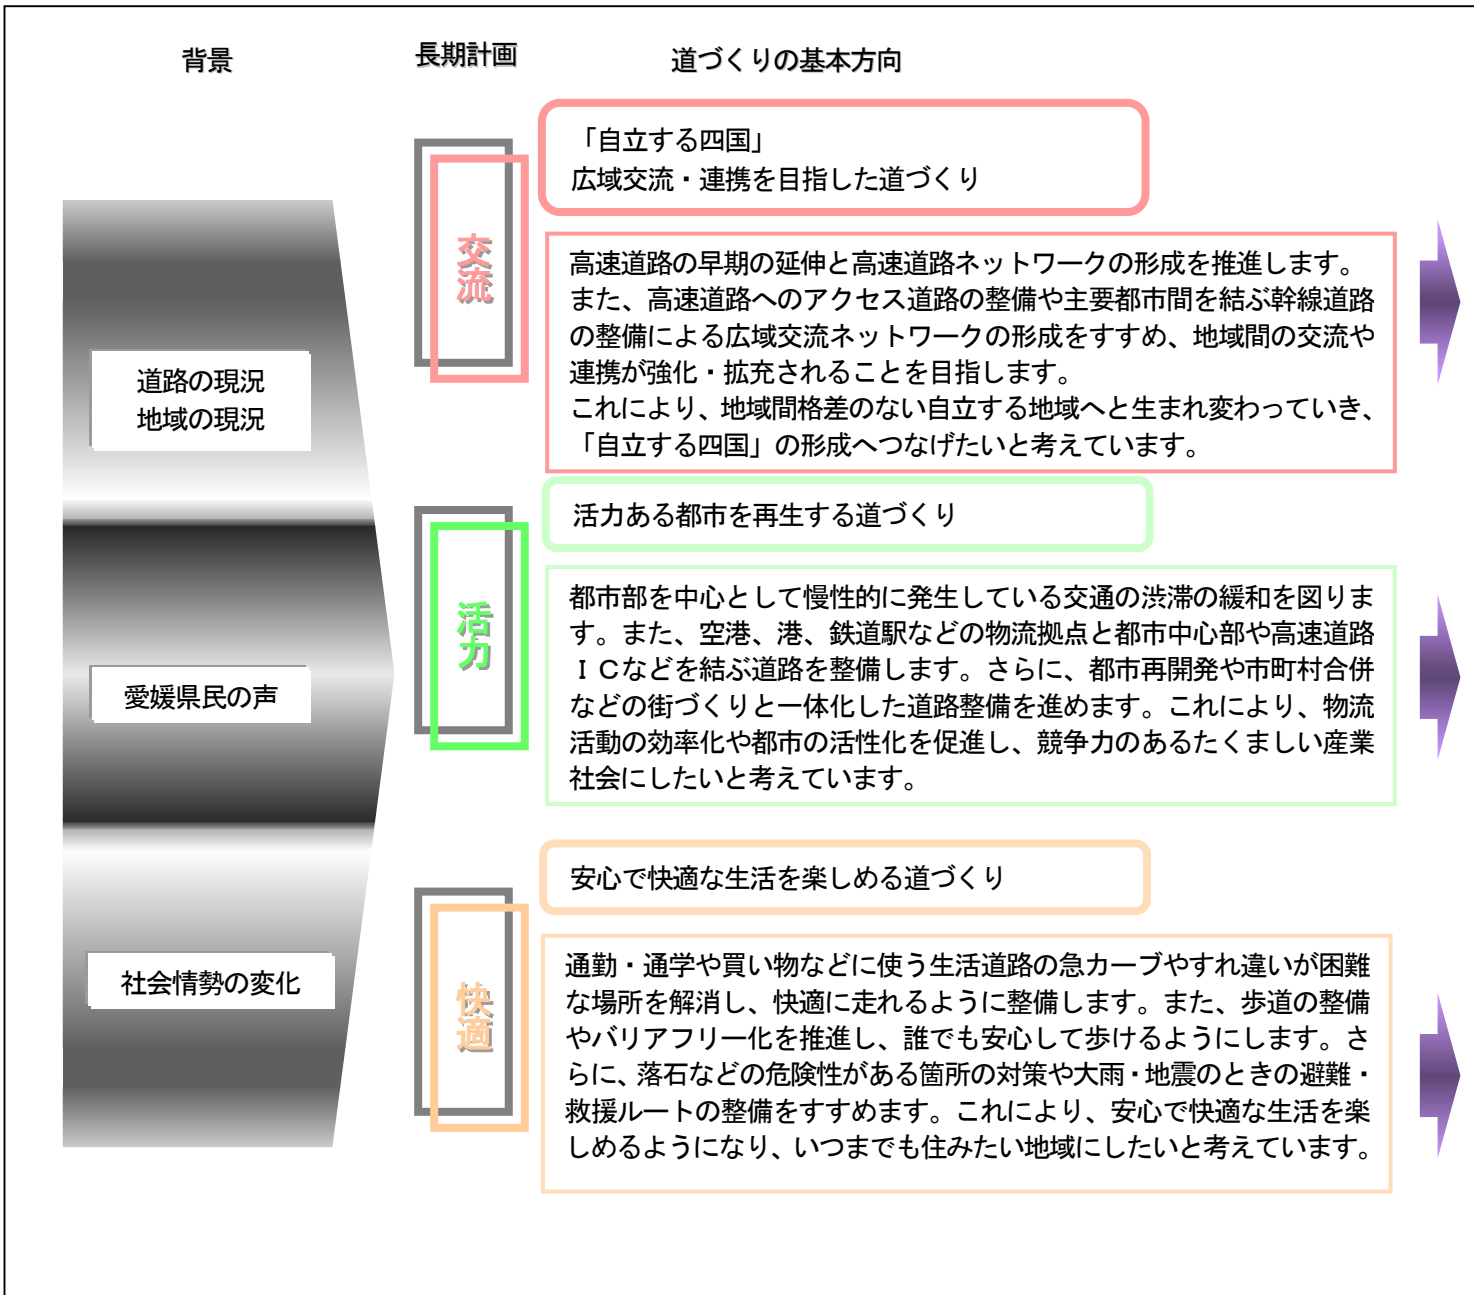 背景
長期計画
道づくりの基本方向
道路の現況
地域の現況
愛媛県民の声
社会情勢の変化
交流
「自立する四国」
広域交流・連携を目指した道づくり
高速道路の早期の延伸と高速道路ネットワークの形成を推進します。
また、高速道路へのアクセス道路の整備や主要都市間を結ぶ幹線道路
の整備による広域交流ネットワークの形成をすすめ、地域間の交流や
連携が強化・拡充されることを目指します。
これにより、地域間格差のない自立する地域へと生まれ変わっていき、
「自立する四国」の形成へつなげたいと考えています。
活力
活力ある都市を再生する道づくり
都市部を中心として慢性的に発生している交通の渋滞の緩和を図りま
す。また、空港、港、鉄道駅などの物流拠点と都市中心部や高速道路
ＩＣなどを結ぶ道路を整備します。さらに、都市再開発や市町村合併
などの街づくりと一体化した道路整備を進めます。これにより、物流
活動の効率化や都市の活性化を促進し、競争力のあるたくましい産業
社会にしたいと考えています。
快適
安心で快適な生活を楽しめる道づくり
通勤・通学や買い物などに使う生活道路の急カーブやすれ違いが困難
な場所を解消し、快適に走れるように整備します。また、歩道の整備
やバリアフリー化を推進し、誰でも安心して歩けるようにします。さ
らに、落石などの危険性がある箇所の対策や大雨・地震のときの避難・
救援ルートの整備をすすめます。これにより、安心で快適な生活を楽
しめるようになり、いつまでも住みたい地域にしたいと考えています。